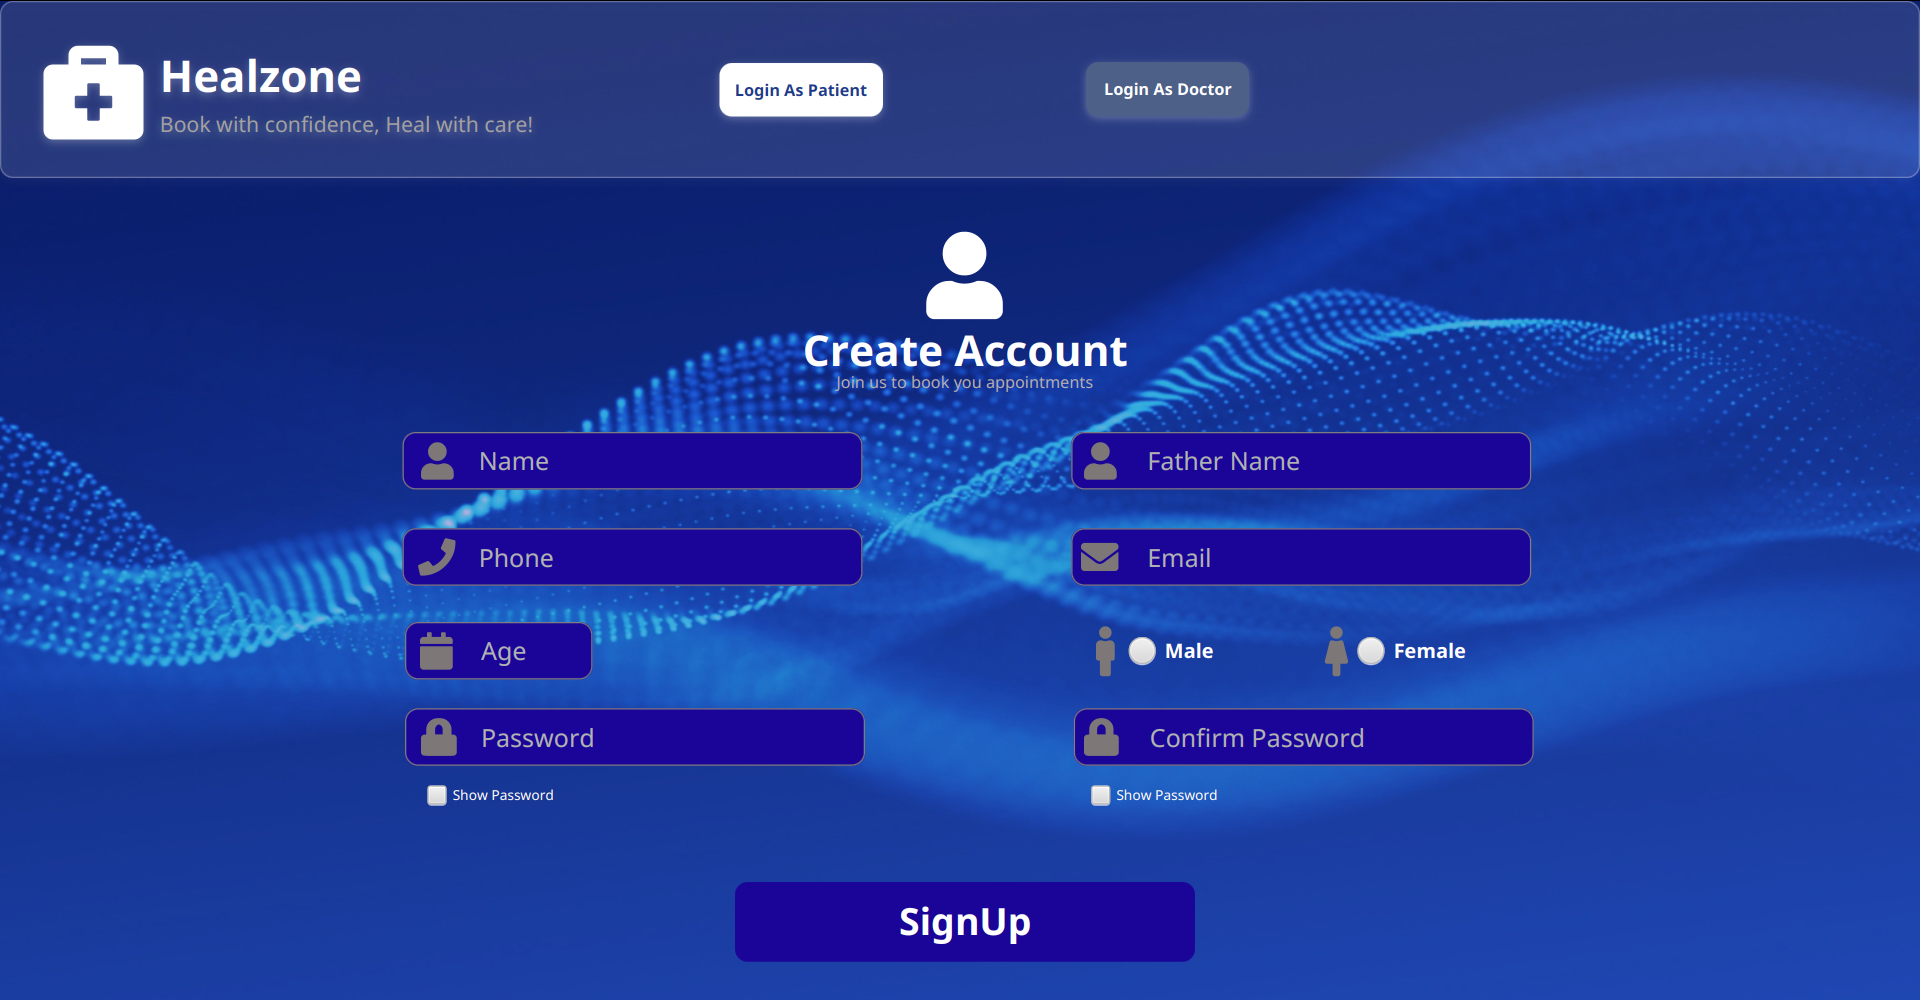 Healzone
Book with confidence, Heal with care!
Login As Patient
Login As Doctor
Create Account
Join us to book you appointments
Name
Father Name
Phone
Email
Age
Male
Female
Password
Confirm Password
Show Password
Show Password
SignUp